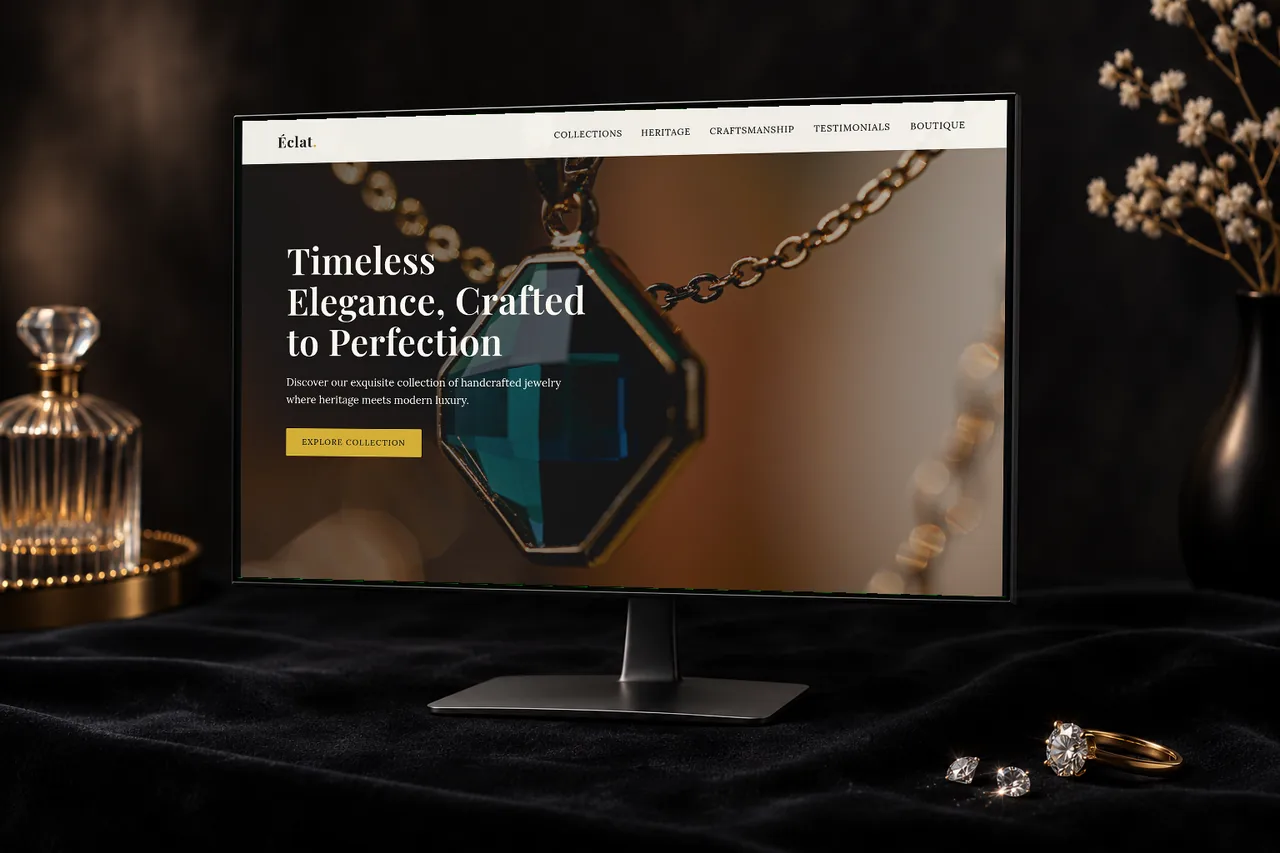 Éclat.
COLLECTIONS HERITAGE CRAFTSMANSHIP TESTIMONIALS BOUTIQUE
Timeless
Elegance, Crafted
to Perfection
Discover our exquisite collection of handcrafted jewelry
where heritage meets modern luxury.
EXPLORE COLLECTION